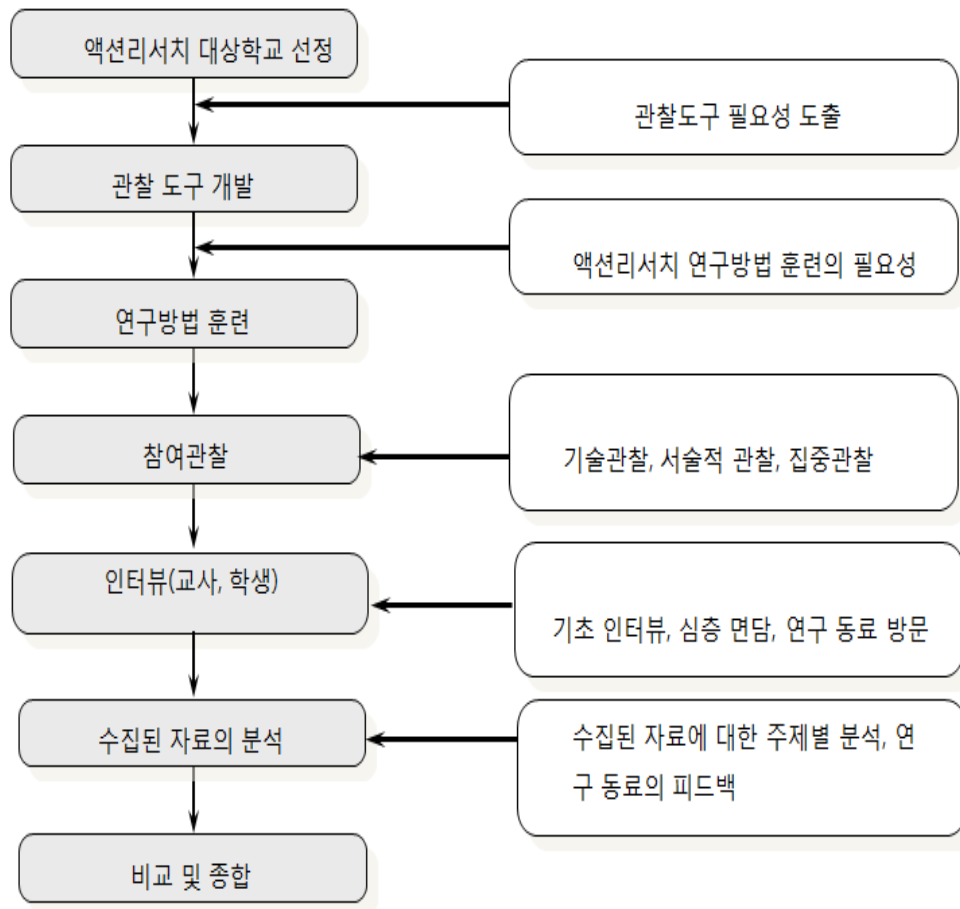 액션리서치 대상학교 선정
관찰도구 필요성 도출
관찰 도구 개발
액션리서치 연구방법 훈련의 필요성
연구방법 훈련
참여관찰
기술관찰, 서술적 관찰, 집중관찰
인터뷰(교사, 학생)
기초 인터뷰, 심층 면담, 연구 동료 방문
수집된 자료의 분석
수집된 자료에 대한 주제별 분석, 연
구 동료의 피드백
비교 및 종합